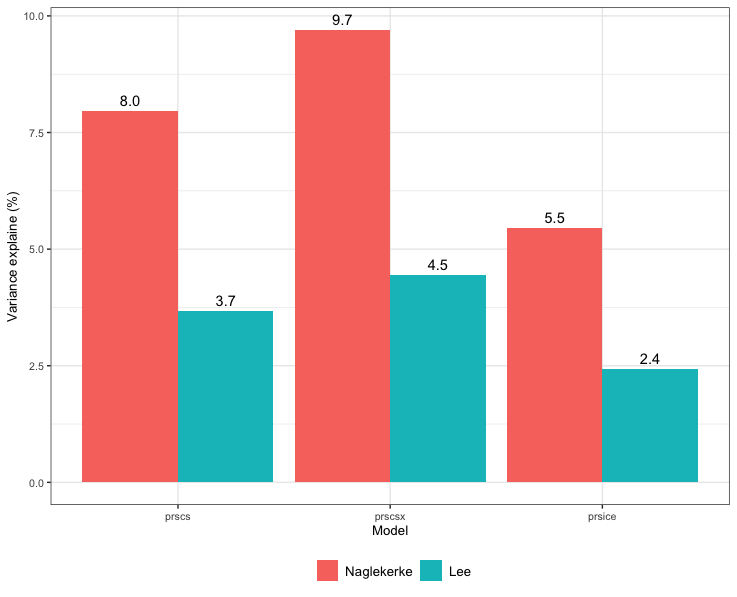 10.0
7.5
5.0
2.5
0.0
Variance explaine (%)
8.0
3.7
9.7
4.5
5.5
2.4
prscs
prscsx
prsice
Model
Naglekerke
Lee